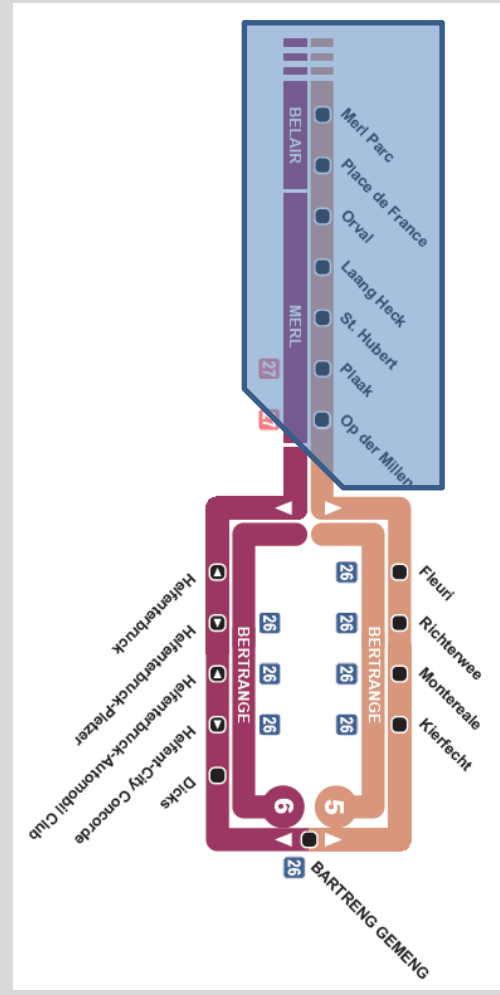 BELAIR
Merl Parc
Place de France
Orval
MERL
Laang Heck
St. Hubert
27
Plaak
Op der Millen
Helfenterbruck
26
Fleuri
Helfenterbruck-Pletzer
26
26
Richterwee
BERTRANGE
BERTRANGE
Helfenterbruck-Automobil Club
26
26
Montereale
Helfent-City Concorde
26
26
Kierfecht
Dicks
6
5
26
BARTRENG GEMENG